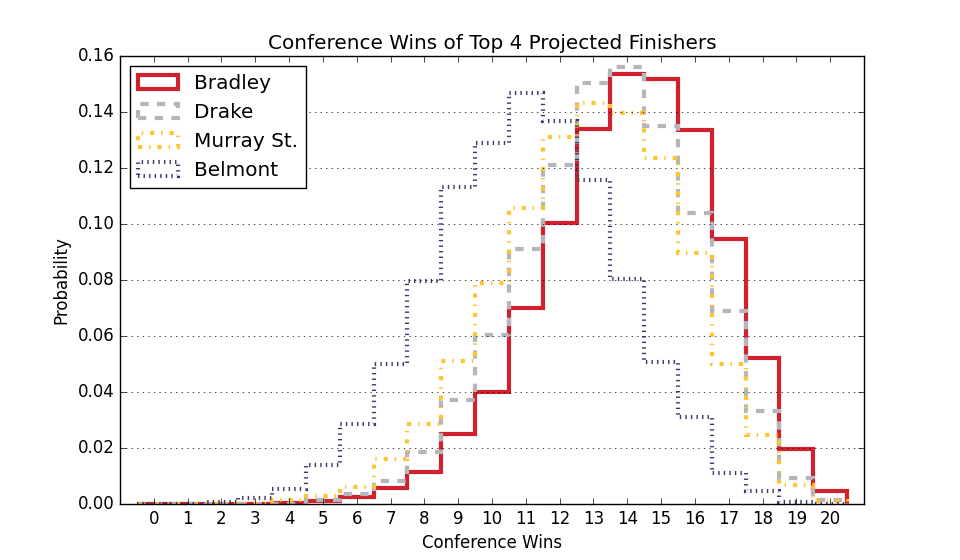 Conference Wins of Top 4 Projected Finishers
Bradley
Drake
Murray St.
Belmont
0.16
0.14
0.12
0.10
0.08
0.06
0.04
0.02
0.00
Probability
0 1 2 3 4 5 6 7 8 9 10 11 12 13 14 15 16 17 18 19 20
Conference Wins